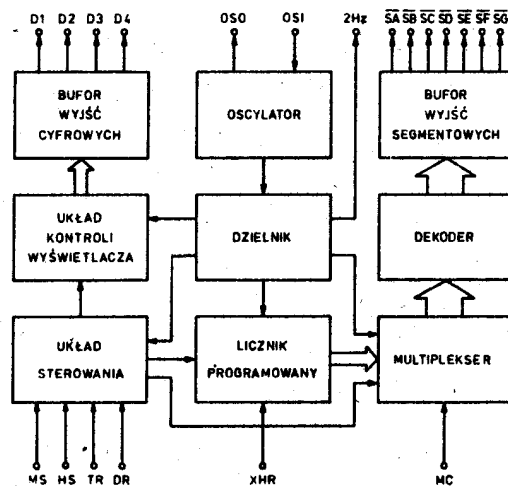 D1 D2 D3 D4 OSO OSI 2Hz SA SB SC SD SE SF SG
BUFOR
WYJŚĆ
CYFROWYCH
OSCYLATOR
BUFOR
WYJŚĆ
SEGMENTOWYCH
UKŁAD
KONTROLI
WYŚWIETLACZA
DZIELNIK
DEKODER
UKŁAD
STEROWANIA
LICZNIK
PROGRAMOWANY
MULTIPLEKSER
MS HS TR DR XHR MC